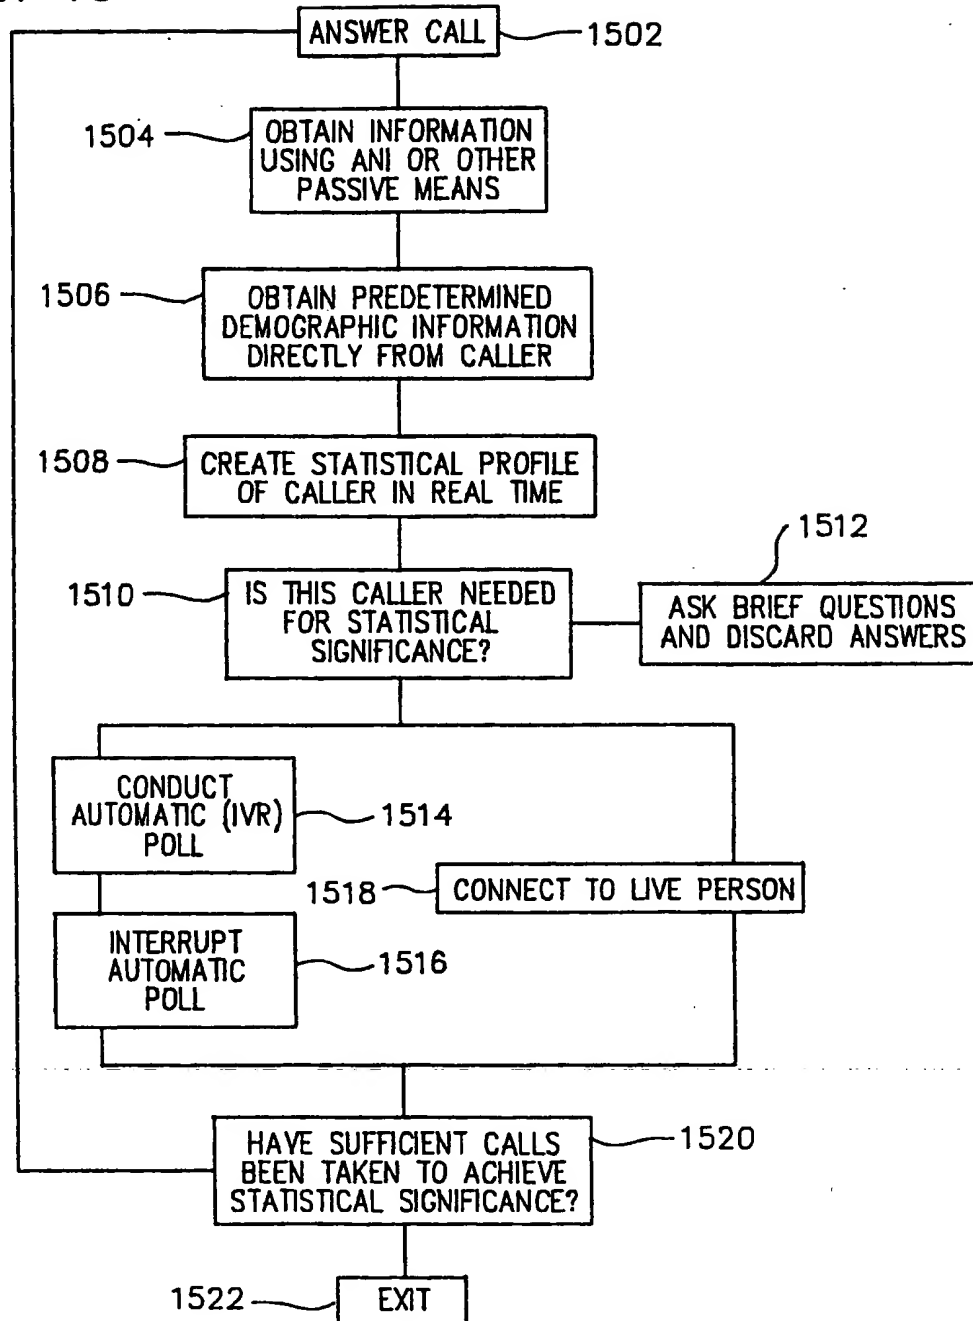 ANSWER CALL
1502
1504
OBTAIN INFORMATION
USING ANI OR OTHER
PASSIVE MEANS
1506
OBTAIN PREDETERMINED
DEMOGRAPHIC INFORMATION
DIRECTLY FROM CALLER
1508
CREATE STATISTICAL PROFILE
OF CALLER IN REAL TIME
1512
1510
IS THIS CALLER NEEDED
FOR STATISTICAL
SIGNIFICANCE?
ASK BRIEF QUESTIONS
AND DISCARD ANSWERS
CONDUCT
AUTOMATIC (IVR)
POLL
1514
1518
CONNECT TO LIVE PERSON
INTERRUPT
AUTOMATIC
POLL
1516
HAVE SUFFICIENT CALLS
BEEN TAKEN TO ACHIEVE
STATISTICAL SIGNIFICANCE?
1520
1522
EXIT